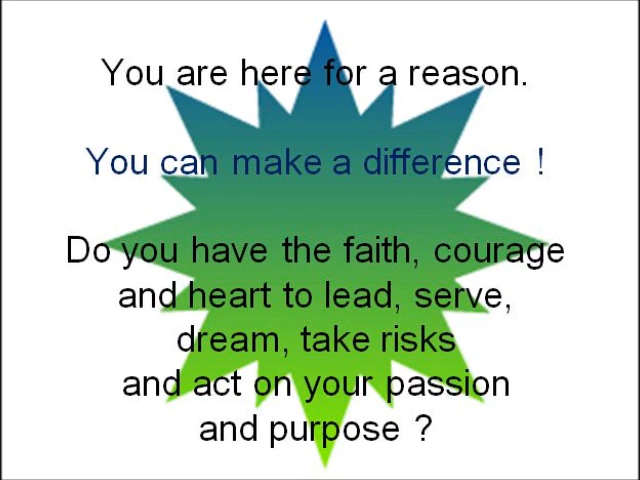 You are here for a reason.
You can make a difference !
Do you have the faith, courage
and heart to lead, serve,
dream, take risks
and act on your passion
and purpose ?